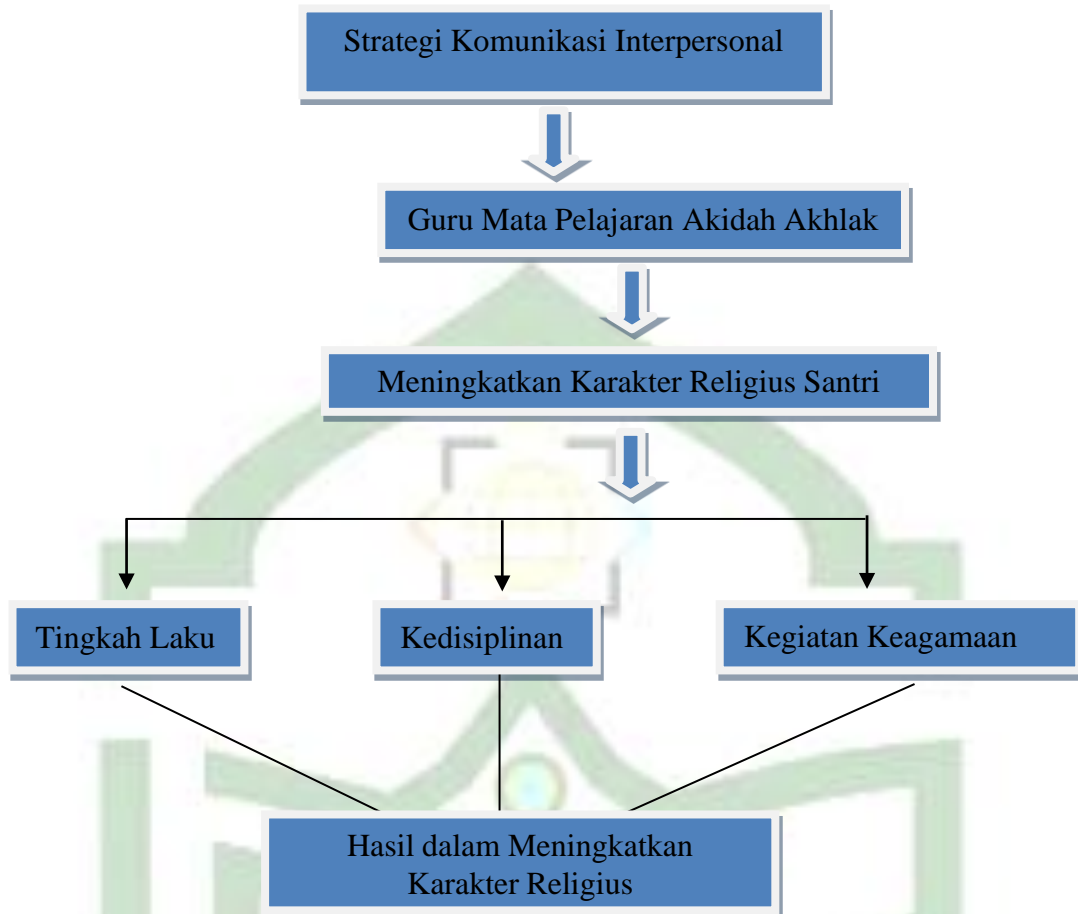 Strategi Komunikasi Interpersonal
Guru Mata Pelajaran Akidah Akhlak
Meningkatkan Karakter Religius Santri
Tingkah Laku
Kedisiplinan
Kegiatan Keagamaan
Hasil dalam Meningkatkan
Karakter Religius